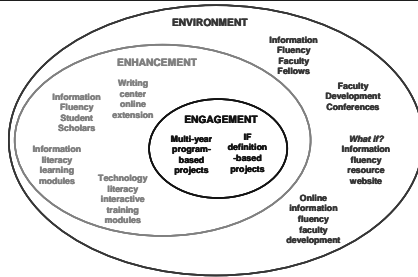 ENVIRONMENT
Information
Fluency
Faculty
Fellows
ENHANCEMENT
Writing
center
online
extension
Information
Fluency
Student
Scholars
Faculty
Development
Conferences
ENGAGEMENT
Multi-year
program-
based
projects
IF
definition
-based
projects
What If?
Information
fluency
resource
website
Information
literacy
learning
modules
Technology
literacy
interactive
training
modules
Online
information
fluency
faculty
development